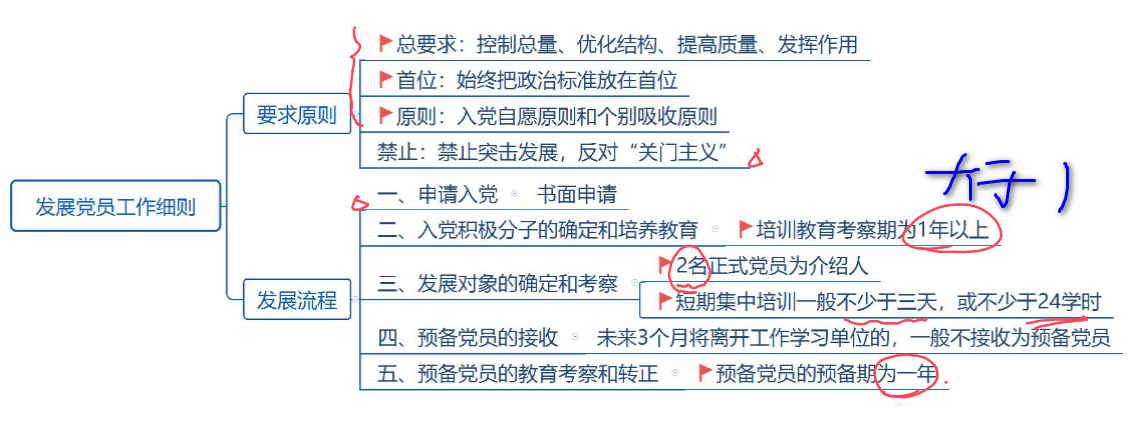 总要求：控制总量、优化结构、提高质量、发挥作用
首位：始终把政治标准放在首位
要求原则
原则：入党自愿原则和个别吸收原则
禁止：禁止突击发展，反对“关门主义”
发展党员工作细则
一、申请入党 书面申请
二、入党积极分子的确定和培养教育 培训教育考察期为1年以上
三、发展对象的确定和考察
2名正式党员为介绍人
短期集中培训一般不少于三天，或不少于24学时
发展流程
四、预备党员的接收 未来3个月将离开工作学习单位的，一般不接收为预备党员
五、预备党员的教育考察和转正 预备党员的预备期为一年